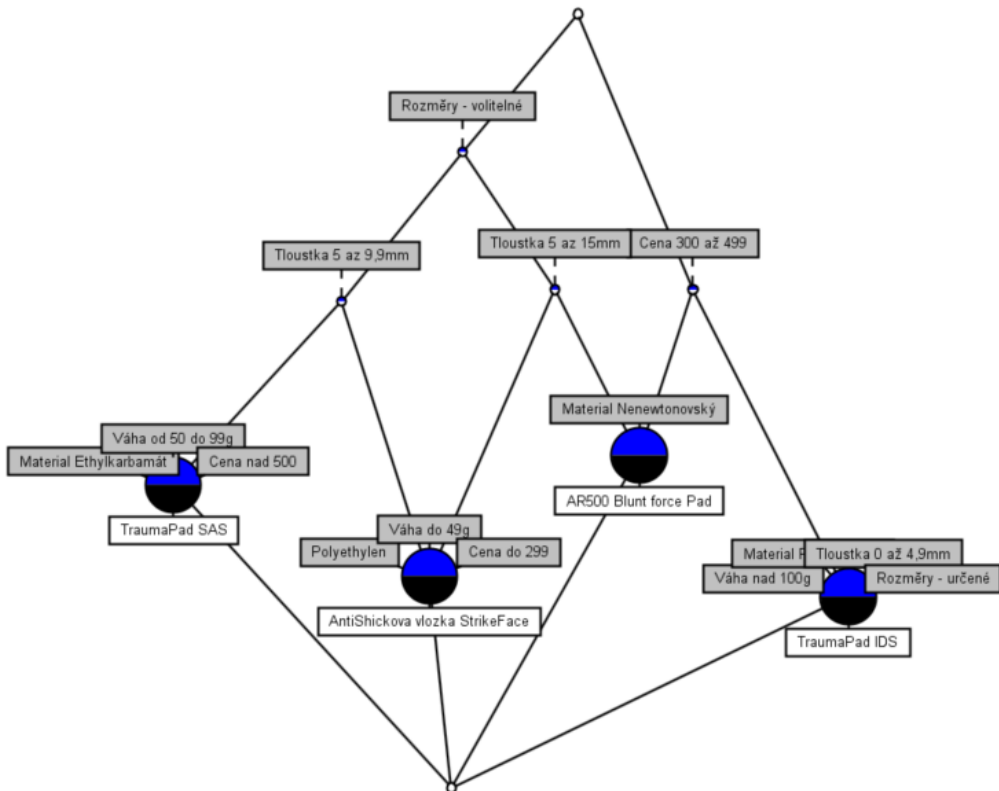 Rozměry - volitelné
Tloustka 5 az 9,9mm
Tloustka 5 az 15mm
Cena 300 až 499
Material Nenewtonovský
Váha od 50 do 99g
Material Ethylkarbamát
Cena nad 500
AR500 Blunt force Pad
TraumaPad SAS
Váha do 49g
Polyethylen
Cena do 299
Material
Tloustka 0 až 4,9mm
Váha nad 100g
Rozměry - určené
AntiShickova vlozka StrikeFace
TraumaPad IDS